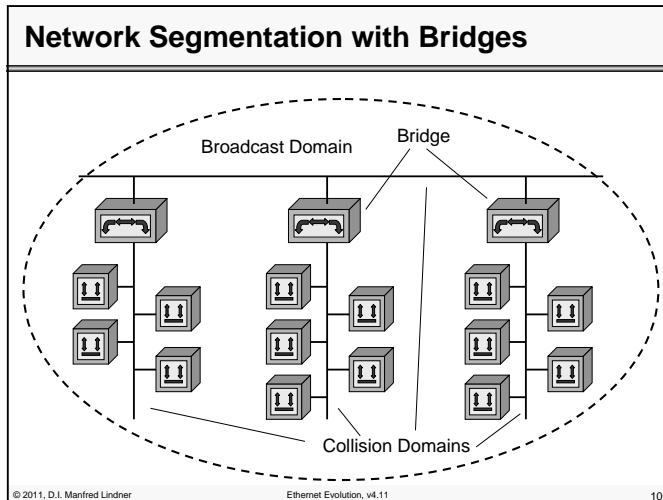 Network Segmentation with Bridges
Broadcast Domain
Bridge
Collision Domains
© 2011, D.I. Manfred Lindner
Ethernet Evolution, v4.11
10